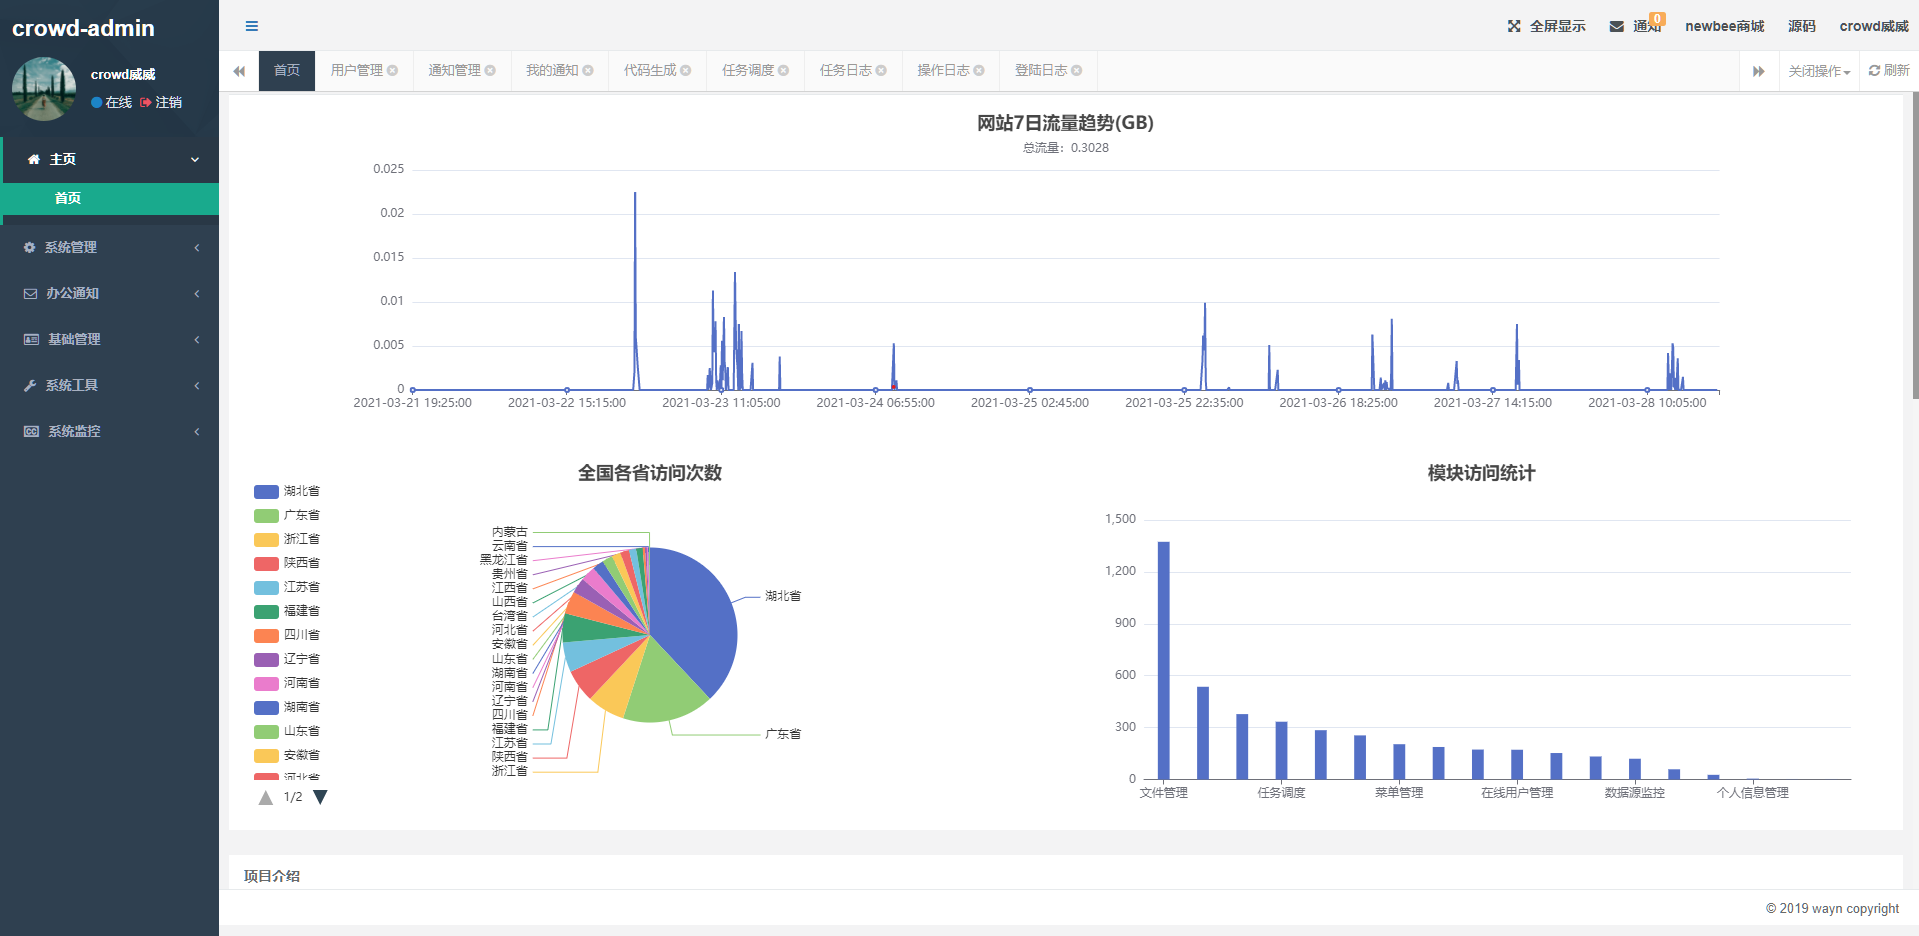 crowd-admin
crowd威威
在线 注销
主页
首页
系统管理
办公通知
基础管理
系统工具
系统监控
全屏显示 通知 0 newbee商城 源码 crowd威威
首页 用户管理 通知管理 我的通知 代码生成 任务调度 任务日志 操作日志 登陆日志 关闭操作 刷新
网站7日流量趋势(GB)
总流量：0.3028
0.025
0.02
0.015
0.01
0.005
0
2021-03-21 19:25:00 2021-03-22 15:15:00 2021-03-23 11:05:00 2021-03-24 06:55:00 2021-03-25 02:45:00 2021-03-25 22:35:00 2021-03-26 18:25:00 2021-03-27 14:15:00 2021-03-28 10:05:00
全国各省访问次数
湖北省
广东省
浙江省
陕西省
江苏省
福建省
四川省
辽宁省
河南省
湖南省
山东省
安徽省
河北省
1/2
内蒙古
云南省
黑龙江省
贵州省
江西省
山西省
台湾省
河北省
安徽省
山东省
湖南省
河南省
辽宁省
四川省
福建省
江苏省
陕西省
浙江省
湖北省
广东省
模块访问统计
1,500
1,200
900
600
300
0
文件管理 任务调度 菜单管理 在线用户管理 数据源监控 个人信息管理
项目介绍
© 2019 wayn copyright